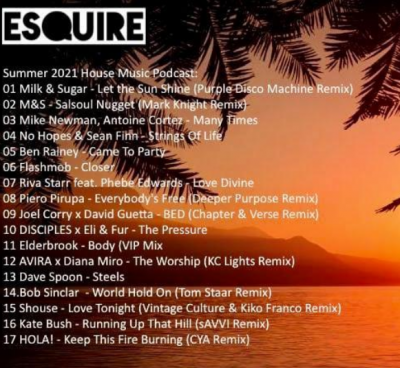 ESQUIRE
Summer 2021 House Music Podcast:
01 Milk & Sugar - Let the Sun Shine (Purple Disco Machine Remix)
02 M&S - Salsoul Nugget (Mark Knight Remix)
03 Mike Newman, Antoine Cortez - Many Times
04 No Hopes & Sean Finn - Strings Of Life
05 Ben Rainey - Came To Party
06 Flashmob - Closer
07 Riva Starr feat. Phebe Edwards - Love Divine
08 Piero Pirupa - Everybody's Free (Deeper Purpose Remix)
09 Joel Corry x David Guetta - BED (Chapter & Verse Remix)
10 DISCIPLES x Eli & Fur - The Pressure
11 Elderbrook - Body (VIP Mix
12 AVIRA x Diana Miro - The Worship (KC Lights Remix)
13 Dave Spoon - Steels
14.Bob Sinclar  - World Hold On (Tom Staar Remix)
15 Shouse - Love Tonight (Vintage Culture & Kiko Franco Remix)
16 Kate Bush - Running Up That Hill (sAVVI Remix)
17 HOLA! - Keep This Fire Burning (CYA Remix)